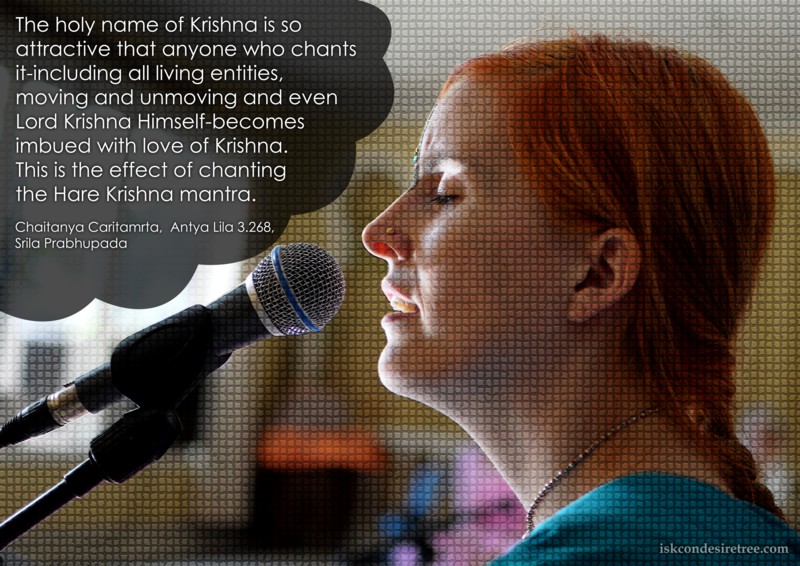 The holy name of Krishna is so
attractive that anyone who chants
it-including all living entities,
moving and unmoving and even
Lord Krishna Himself-becomes
imbued with love of Krishna.
This is the effect of chanting
the Hare Krishna mantra.
Chaitanya Caritamrta,  Antya Lila 3.268,
Srila Prabhupada
iskcondesiretree.com